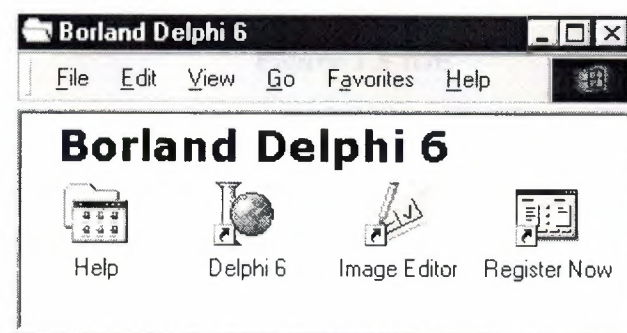 Borland Delphi 6
File Edit View Go Favorites Help
Borland Delphi 6
Help Delphi 6 Image Editor Register Now